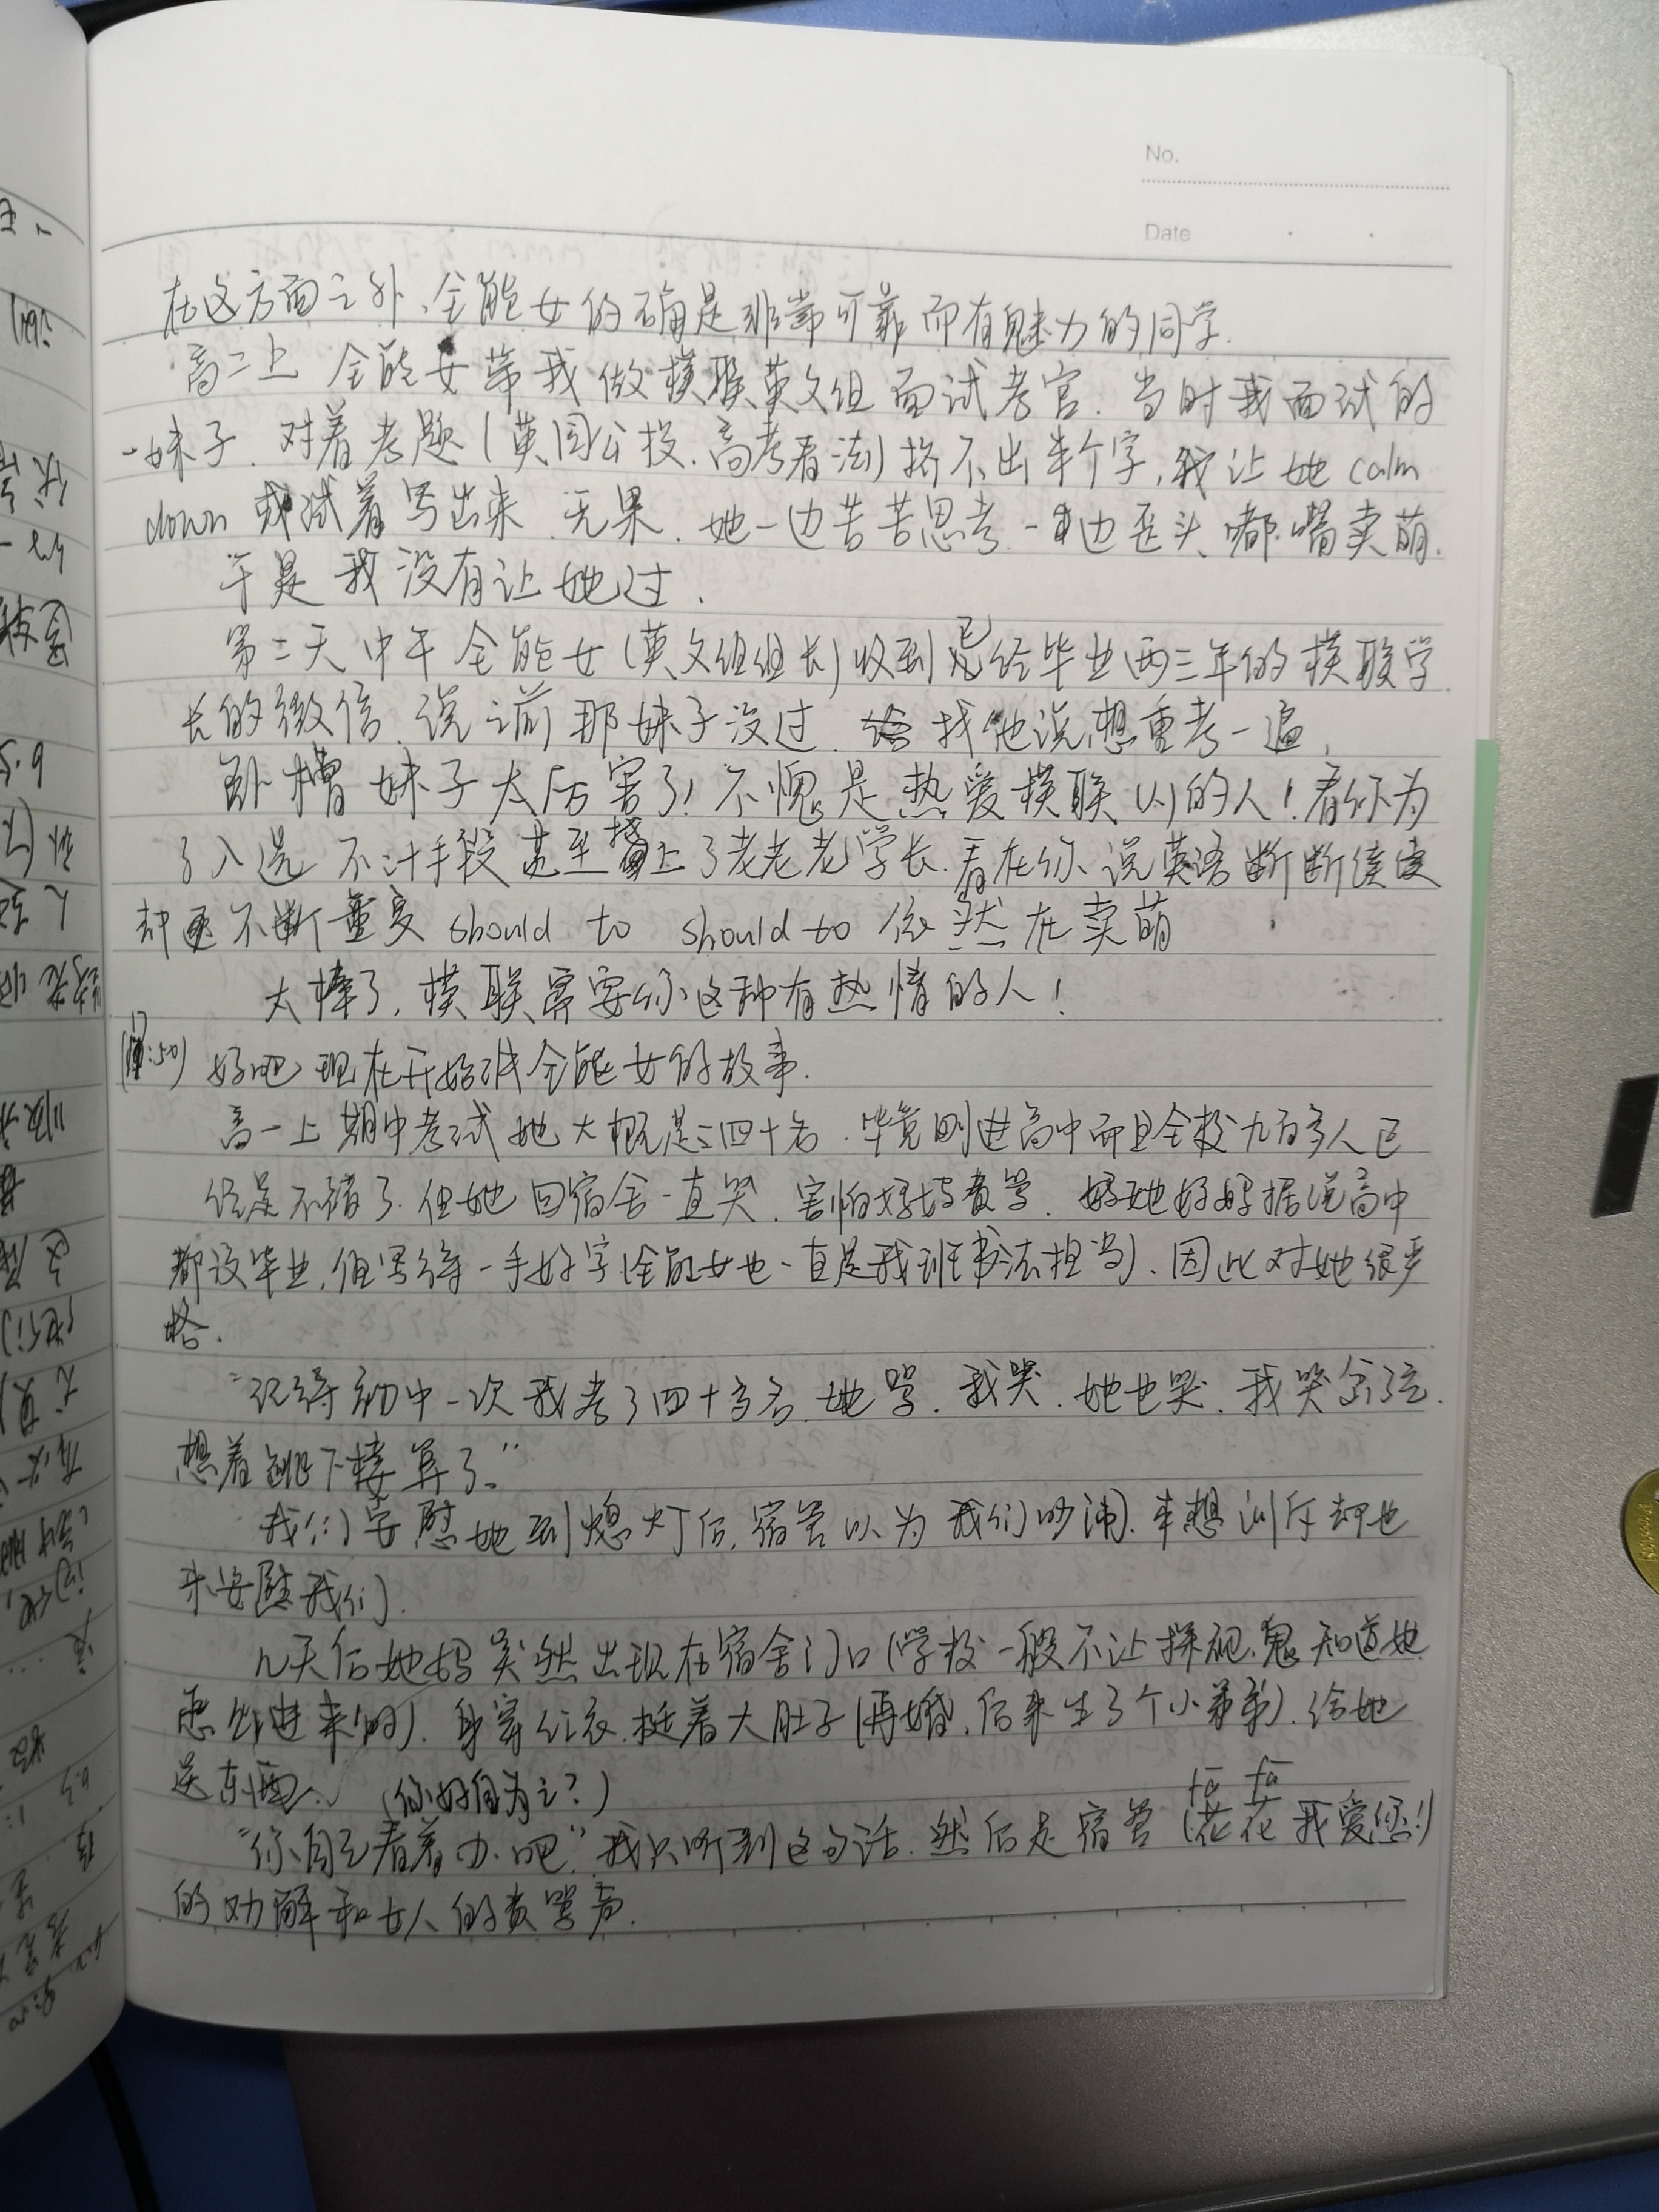 No.
Date
在这方面之外、全能女的确是非常可靠而有魅力的同学.
高二上 全能女带我做模联英文组面试考官. 当时我面试的
一妹子. 对着考题(英国公投、高考看法)挤不出半个字, 我让她 calm
down 或试着写出来. 无果. 她一边苦苦思考. 一边歪头、嘟嘴卖萌.
于是我没有让她过.
第二天中午全能女(英文组组长)收到已经毕业两三年的模联学
长的微信、说之前那妹子没过. 找他说想重考一遍.
卧槽 妹子太厉害了! 不愧是热爱模联 的人! 看你为
了入选 不计手段 甚至 上了老老老学长. 看在你说英语断断续续
却不断重复 should to should to 依然在卖萌
太棒了, 模联需要你这种有热情的人!
:50) 好吧 现在开始讲全能女的故事.
高一上期中考试她大概是三四十名. 毕竟刚进高中而且全校九百多人已
经是不错了. 但她回宿舍一直哭. 害怕妈妈责骂. 她妈妈据说高中
都没毕业, 但写得一手好字(全能女也一直是我班书法担当). 因此对她很严
格.
"记得初中一次我考了四十多名. 她骂. 我哭. 她也哭. 我哭
想着跳下楼算了."
我们安慰她到熄灯后, 宿管以为我们吵闹. 本想训斥却也
来安慰我们.
几天后她妈突然出现在宿舍门口(学校一般不让探视. 鬼知道她
怎么进来的). 身穿红衣. 挺着大肚子(再婚. 后来生了个小弟弟). 给她
送东西. (你好自为之?)
fā fā
"你自己看着办吧." 我只听到这句话. 然后是宿管(花花 我爱您!)
的劝解和女人的责骂声.